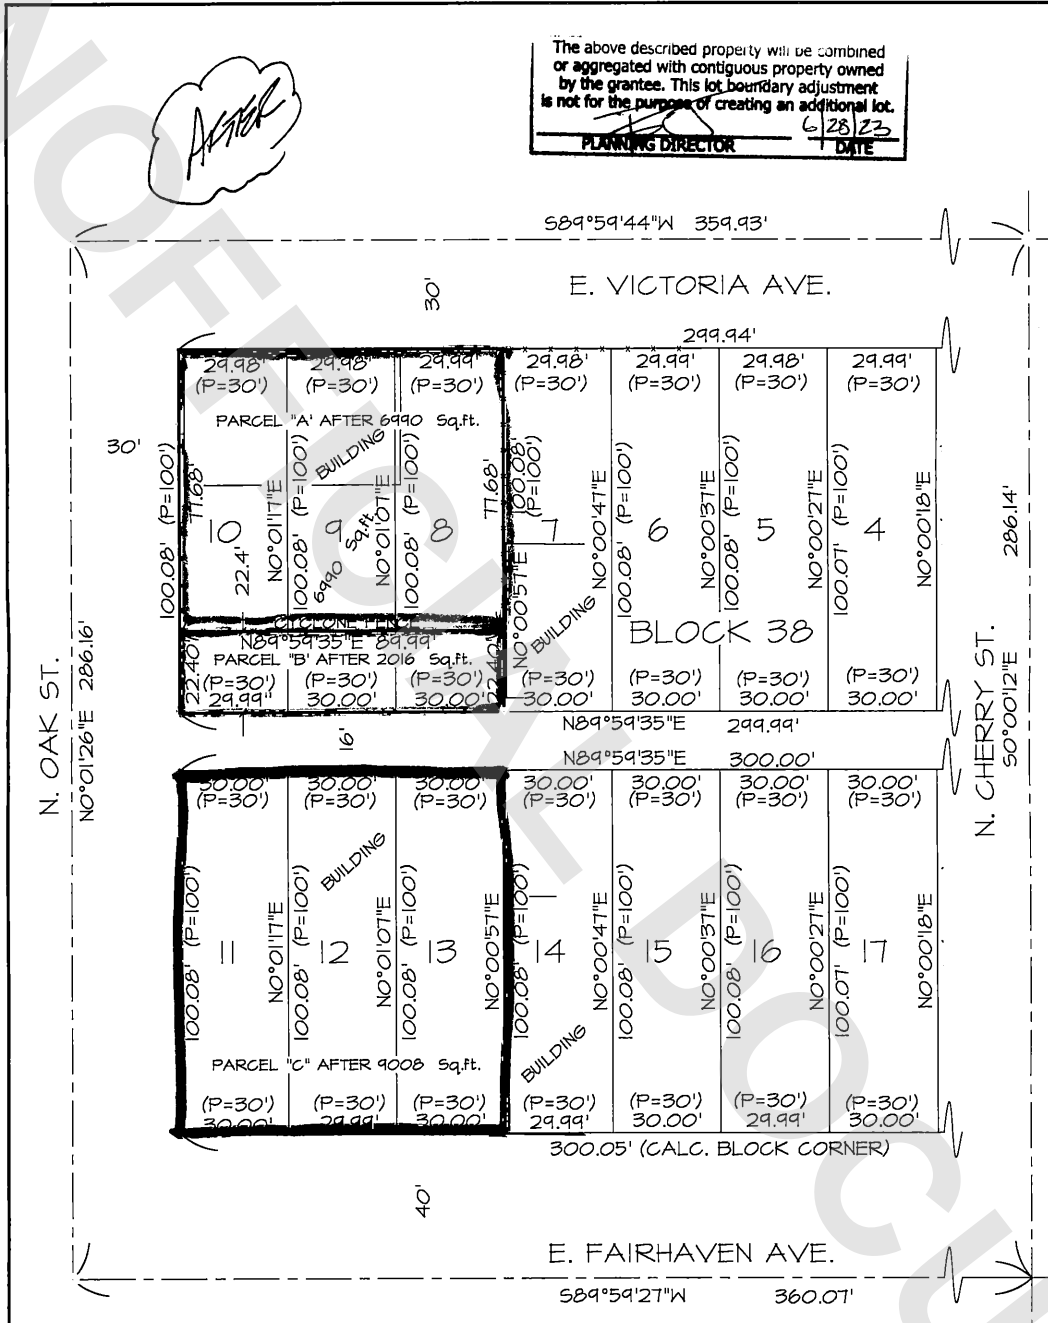 AFTER
The above described property will be combined
or aggregated with contiguous property owned
by the grantee. This lot boundary adjustment
is not for the purpose of creating an additional lot.
6/28/23
PLANNING DIRECTOR DATE
S89°59'44"W 359.93'
E. VICTORIA AVE.
30'
299.94'
29.98' 29.98' 29.99' 29.98' 29.99' 29.98' 29.99'
(P=30') (P=30') (P=30') (P=30') (P=30') (P=30') (P=30')
PARCEL "A' AFTER 6990 Sq.ft.
30'
BUILDING
100.08' (P=100')
77.68'
10
22.4'
N0°01'17"E
100.08' (P=100')
9
6990 Sq.ft.
N0°01'07"E
100.08' (P=100')
8
77.68'
100.08'
(P=100')
7
N0°00'57"E
N0°00'47"E
100.08' (P=100')
6
N0°00'37"E
100.08' (P=100')
5
N0°00'27"E
100.07' (P=100')
4
N0°00'18"E
286.14'
BUILDING
BLOCK 38
CYCLONE FENCE
N89°59'35"E 89.99'
PARCEL "B' AFTER 2016 Sq.ft.
22.40'
22.40'
(P=30') (P=30') (P=30') (P=30') (P=30') (P=30') (P=30')
29.99' 30.00' 30.00' 30.00' 30.00' 30.00' 30.00'
N89°59'35"E 299.99'
16'
N89°59'35"E 300.00'
N. OAK ST.
N0°01'26"E 286.16'
N. CHERRY ST.
S0°00'12"E
30.00' 30.00' 30.00' 30.00' 30.00' 30.00' 30.00'
(P=30') (P=30') (P=30') (P=30') (P=30') (P=30') (P=30')
BUILDING
100.08' (P=100')
11
N0°01'17"E
100.08' (P=100')
12
N0°01'07"E
100.08' (P=100')
13
N0°00'57"E
100.08' (P=100')
14
N0°00'47"E
100.08' (P=100')
15
N0°00'37"E
100.08' (P=100')
16
N0°00'27"E
100.07' (P=100')
17
N0°00'18"E
BUILDING
PARCEL "C" AFTER 9008 Sq.ft.
(P=30') (P=30') (P=30') (P=30') (P=30') (P=30') (P=30')
30.00' 29.99' 30.00' 29.99' 30.00' 29.99' 30.00'
300.05' (CALC. BLOCK CORNER)
40'
E. FAIRHAVEN AVE.
S89°59'27"W 360.07'
NOFFICIAL DOCU